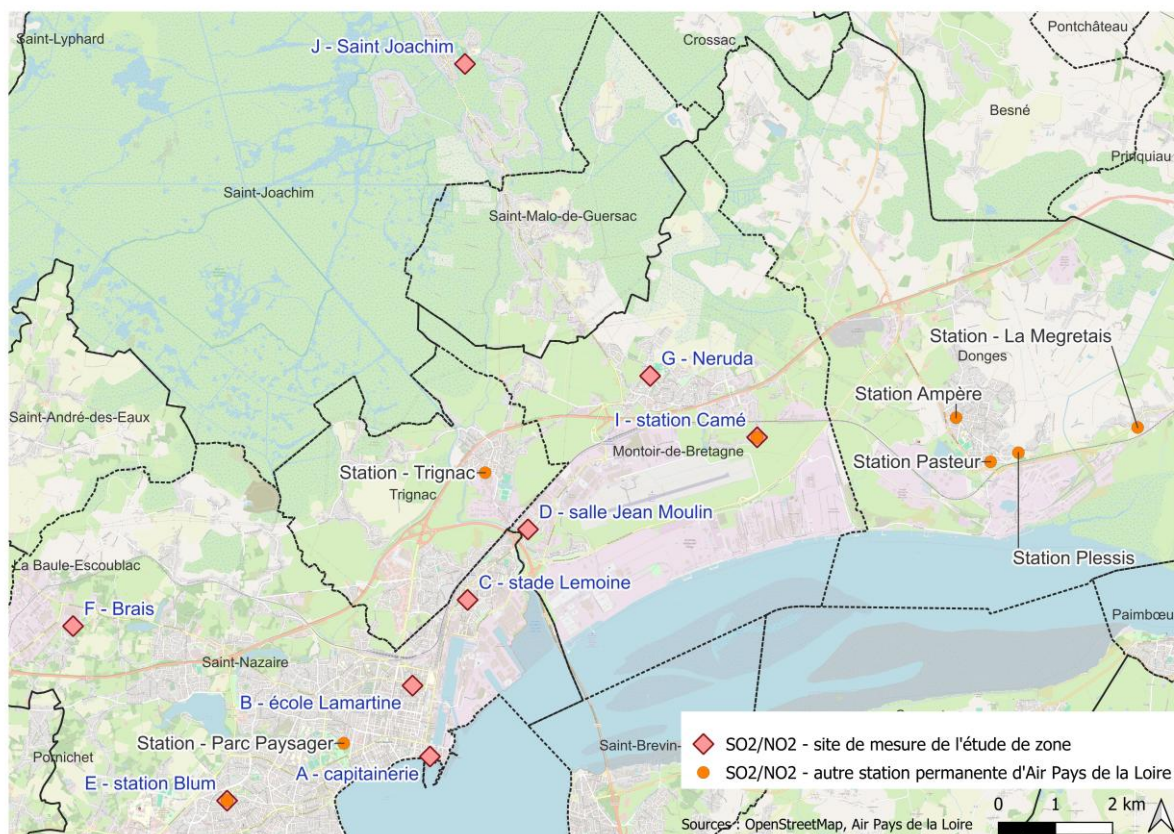 Saint-Lyphard
J - Saint Joachim
Crossac
Pontchâteau
Besné
Prinquiau
Saint-Joachim
Saint-Malo-de-Guersac
Station - La Megretais
Donges
G - Neruda
Station Ampère
Saint-André-des-Eaux
I - station Camé
Montoir-de-Bretagne
Station - Trignac
Trignac
Station Pasteur
D - salle Jean Moulin
Station Plessis
La Baule-Escoublac
C - stade Lemoine
F - Brais
Paimbœu
Saint-Nazaire
B - école Lamartine
Station - Parc Paysager
Pornichet
A - capitainerie
E - station Blum
Saint-Brevin-
SO2/NO2 - site de mesure de l'étude de zone
SO2/NO2 - autre station permanente d'Air Pays de la Loire
0 1 2 km
Sources : OpenStreetMap, Air Pays de la Loire